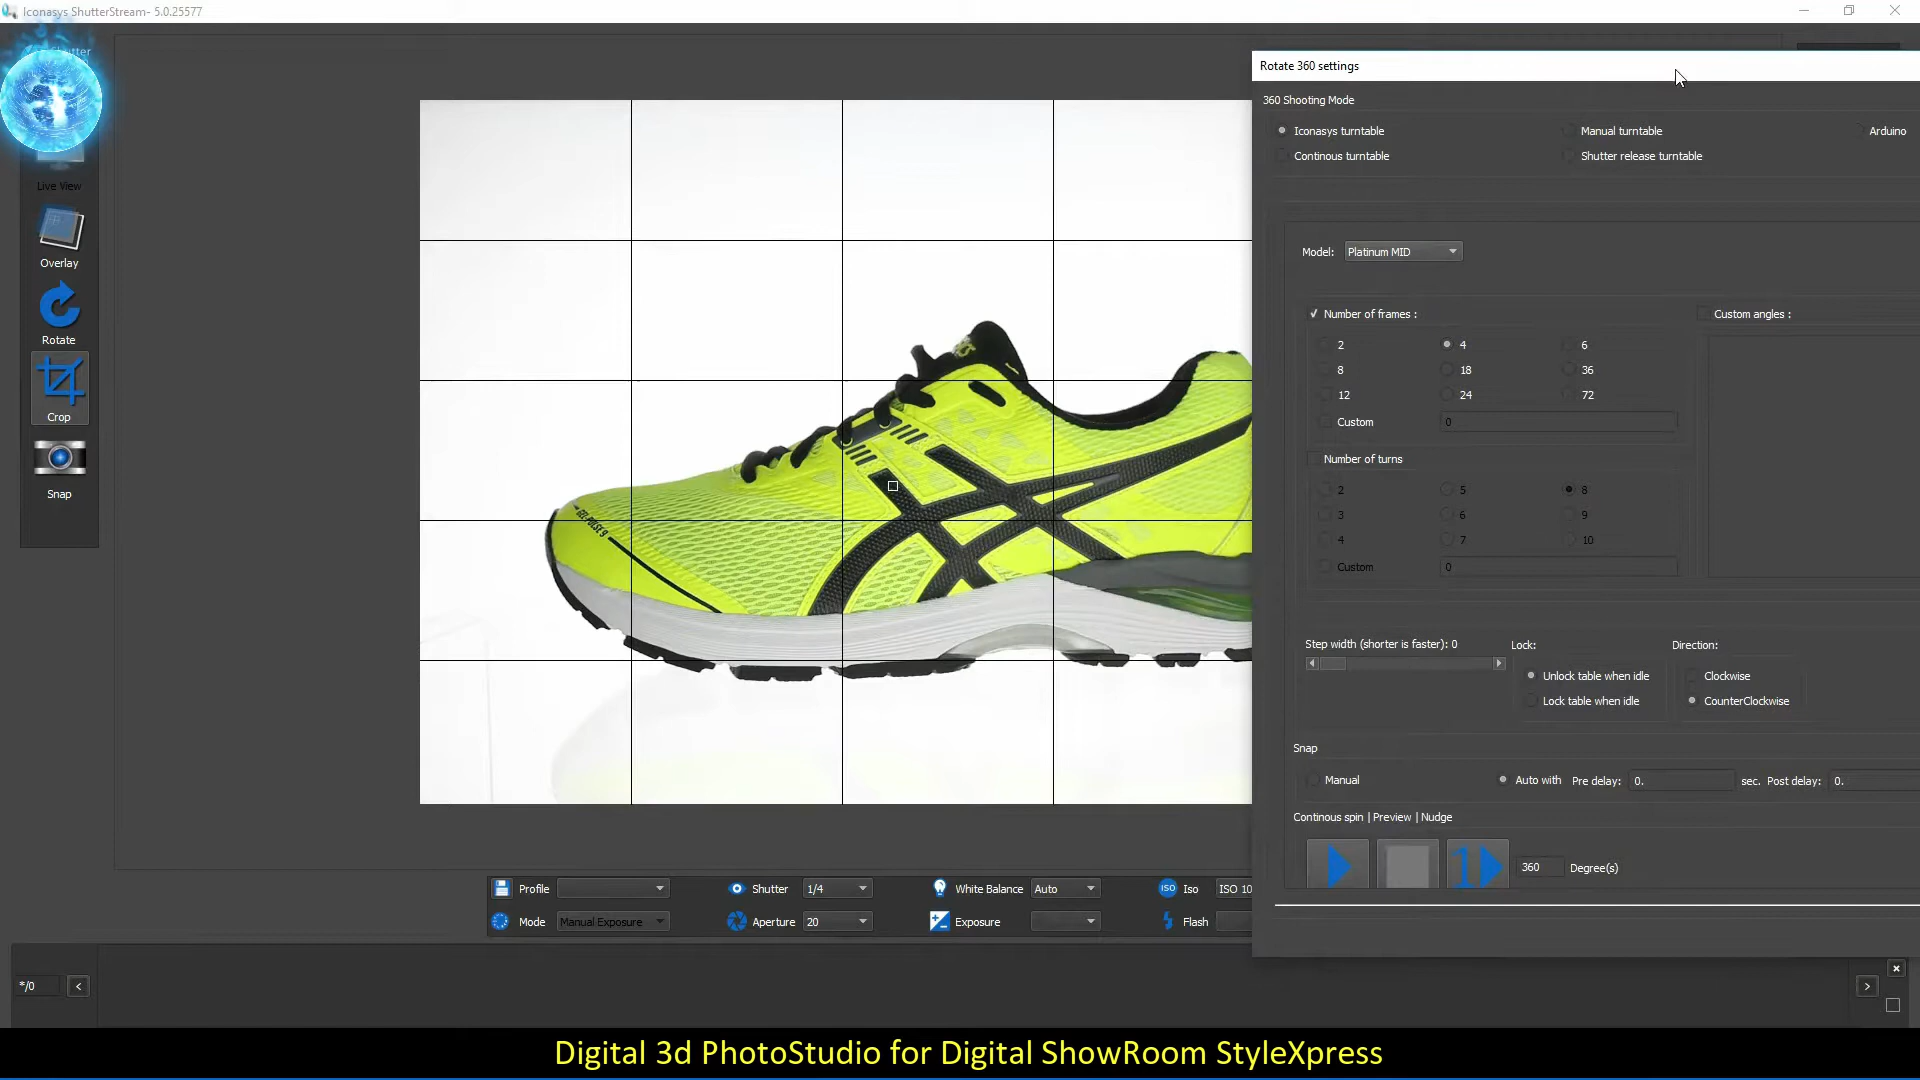 Iconasys ShutterStream- 5.0.25577
Live View
Overlay
Rotate
Crop
Snap
Rotate 360 settings
360 Shooting Mode
Iconasys turntable
Manual turntable
Arduino
Continous turntable
Shutter release turntable
Model: Platinum MID
Number of frames :
Custom angles :
2 4 6
8 18 36
12 24 72
Custom 0
Number of turns
2 5 8
3 6 9
4 7 10
Custom 0
Step width (shorter is faster): 0
Lock:
Direction:
Unlock table when idle
Clockwise
Lock table when idle
CounterClockwise
Snap
Manual
Auto with Pre delay: 0. sec. Post delay: 0.
Continous spin | Preview | Nudge
1 360 Degree(s)
GEL-PULSE 9
Profile Shutter 1/4 White Balance Auto ISO Iso ISO 10
Mode Manual Exposure Aperture 20 Exposure Flash
*/0 < >
Digital 3d PhotoStudio for Digital ShowRoom StyleXpress